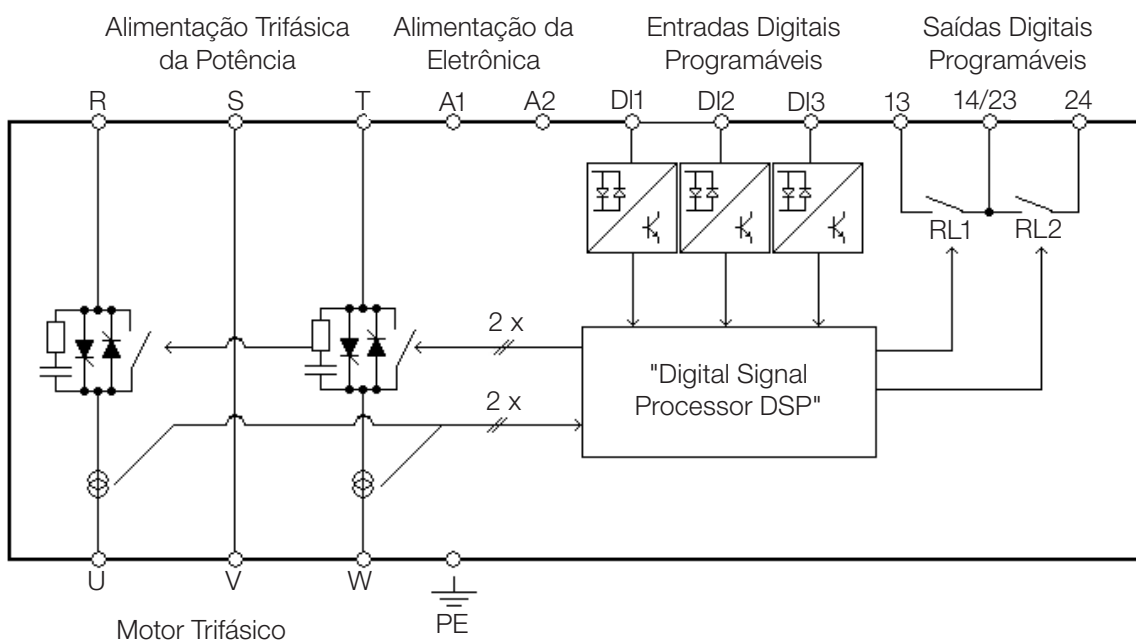 Alimentação Trifásica
da Potência
Alimentação da
Eletrônica
Entradas Digitais
Programáveis
Saídas Digitais
Programáveis
R
S
T
A1
A2
DI1
DI2
DI3
13
14/23
24
RL1
RL2
2 x
2 x
"Digital Signal
Processor DSP"
U
V
W
PE
Motor Trifásico